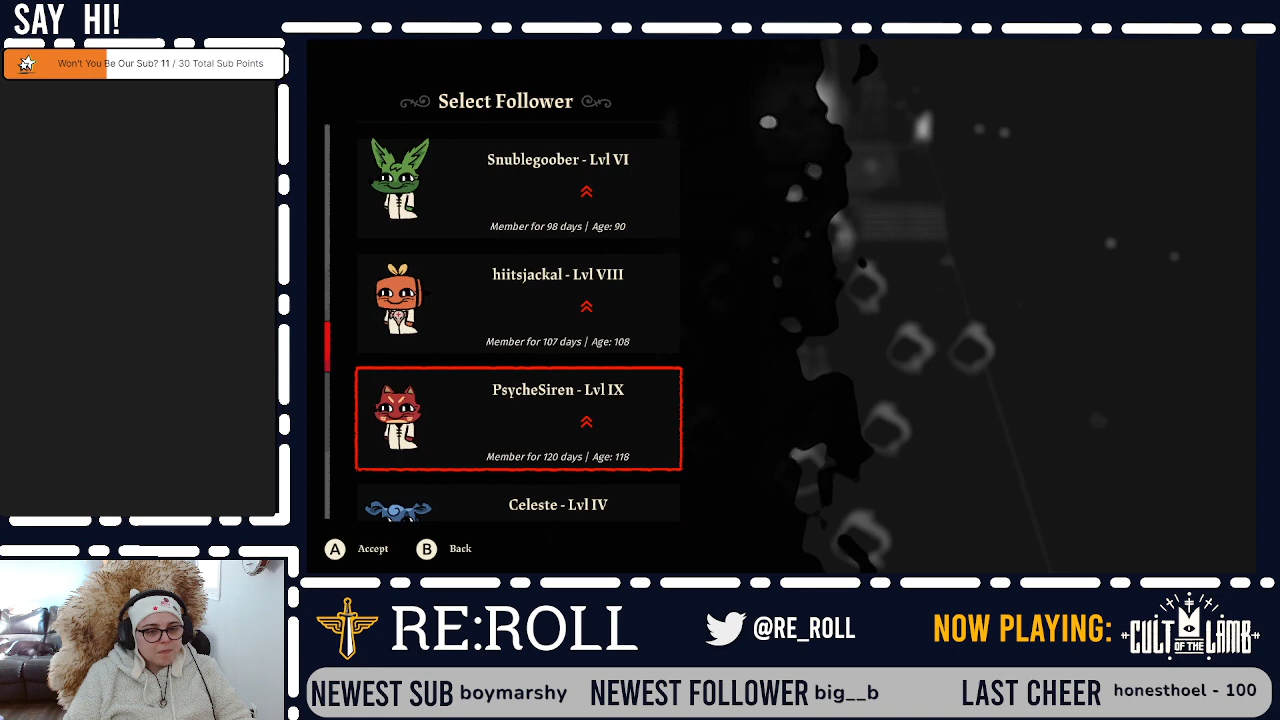 SAY HI!
Won't You Be Our Sub? 11 / 30 Total Sub Points
Select Follower
Snublegoober - Lvl VI
Member for 98 days | Age: 90
hiitsjackal - Lvl VIII
Member for 107 days | Age: 108
PsycheSiren - Lvl IX
Member for 120 days | Age: 118
Celeste - Lvl IV
A Accept B Back
RE:ROLL
@RE_ROLL
NOW PLAYING:
CULT OF THE LAMB
NEWEST SUB boymarshy NEWEST FOLLOWER big__b LAST CHEER honesthoel - 100